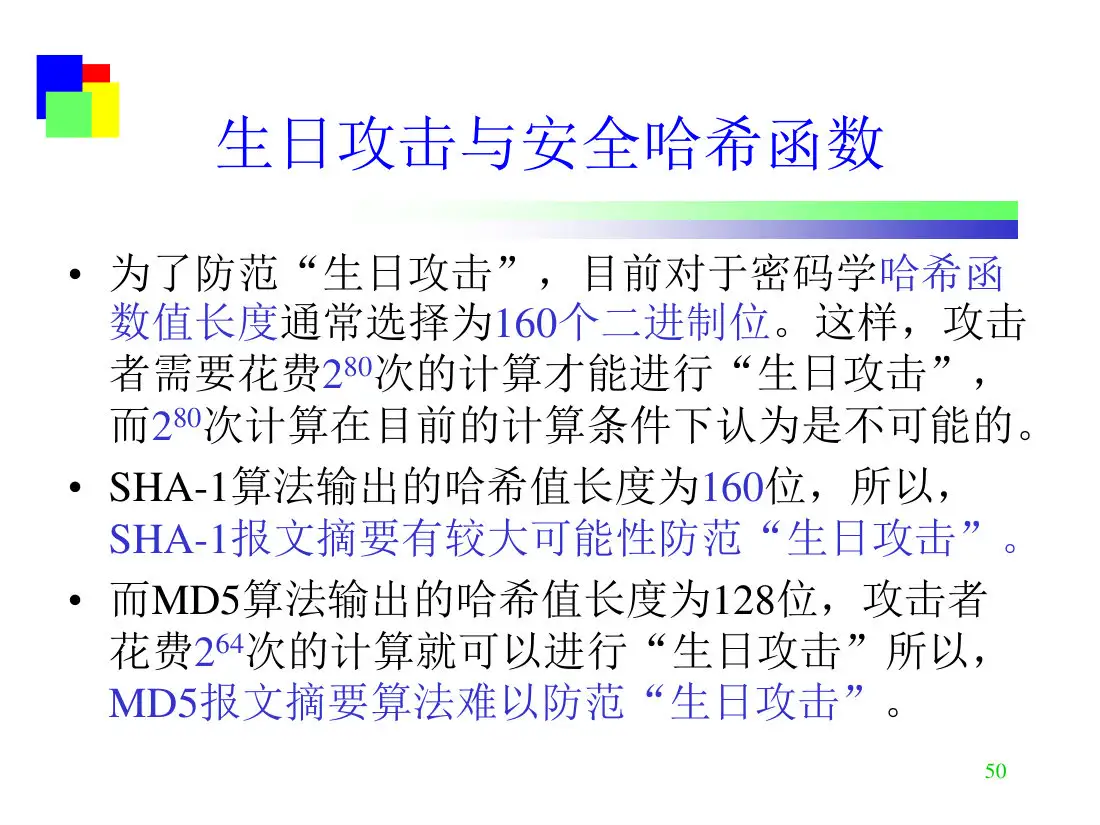 生日攻击与安全哈希函数
• 为了防范“生日攻击”，目前对于密码学哈希函
数值长度通常选择为160个二进制位。这样，攻击
者需要花费2⁸⁰次的计算才能进行“生日攻击”，
而2⁸⁰次计算在目前的计算条件下认为是不可能的。
• SHA-1算法输出的哈希值长度为160位，所以，
SHA-1报文摘要有较大可能性防范“生日攻击”。
• 而MD5算法输出的哈希值长度为128位，攻击者
花费2⁶⁴次的计算就可以进行“生日攻击”所以，
MD5报文摘要算法难以防范“生日攻击”。
50